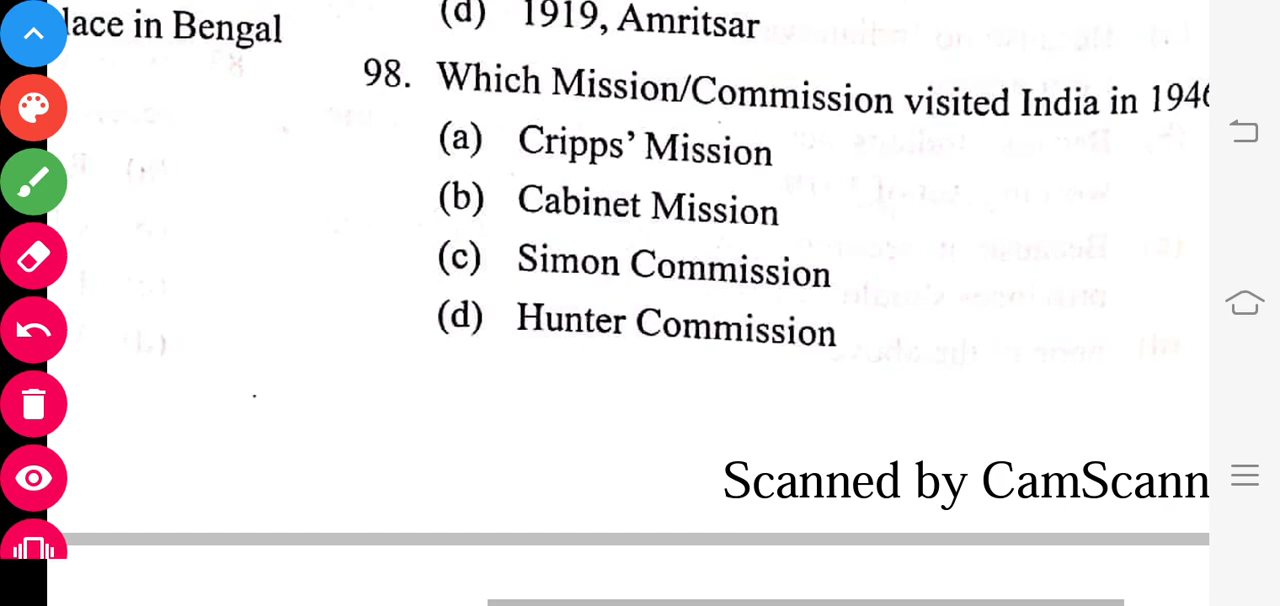 lace in Bengal
(d) 1919, Amritsar
98. Which Mission/Commission visited India in 1946
(a) Cripps' Mission
(b) Cabinet Mission
(c) Simon Commission
(d) Hunter Commission
Scanned by CamScann